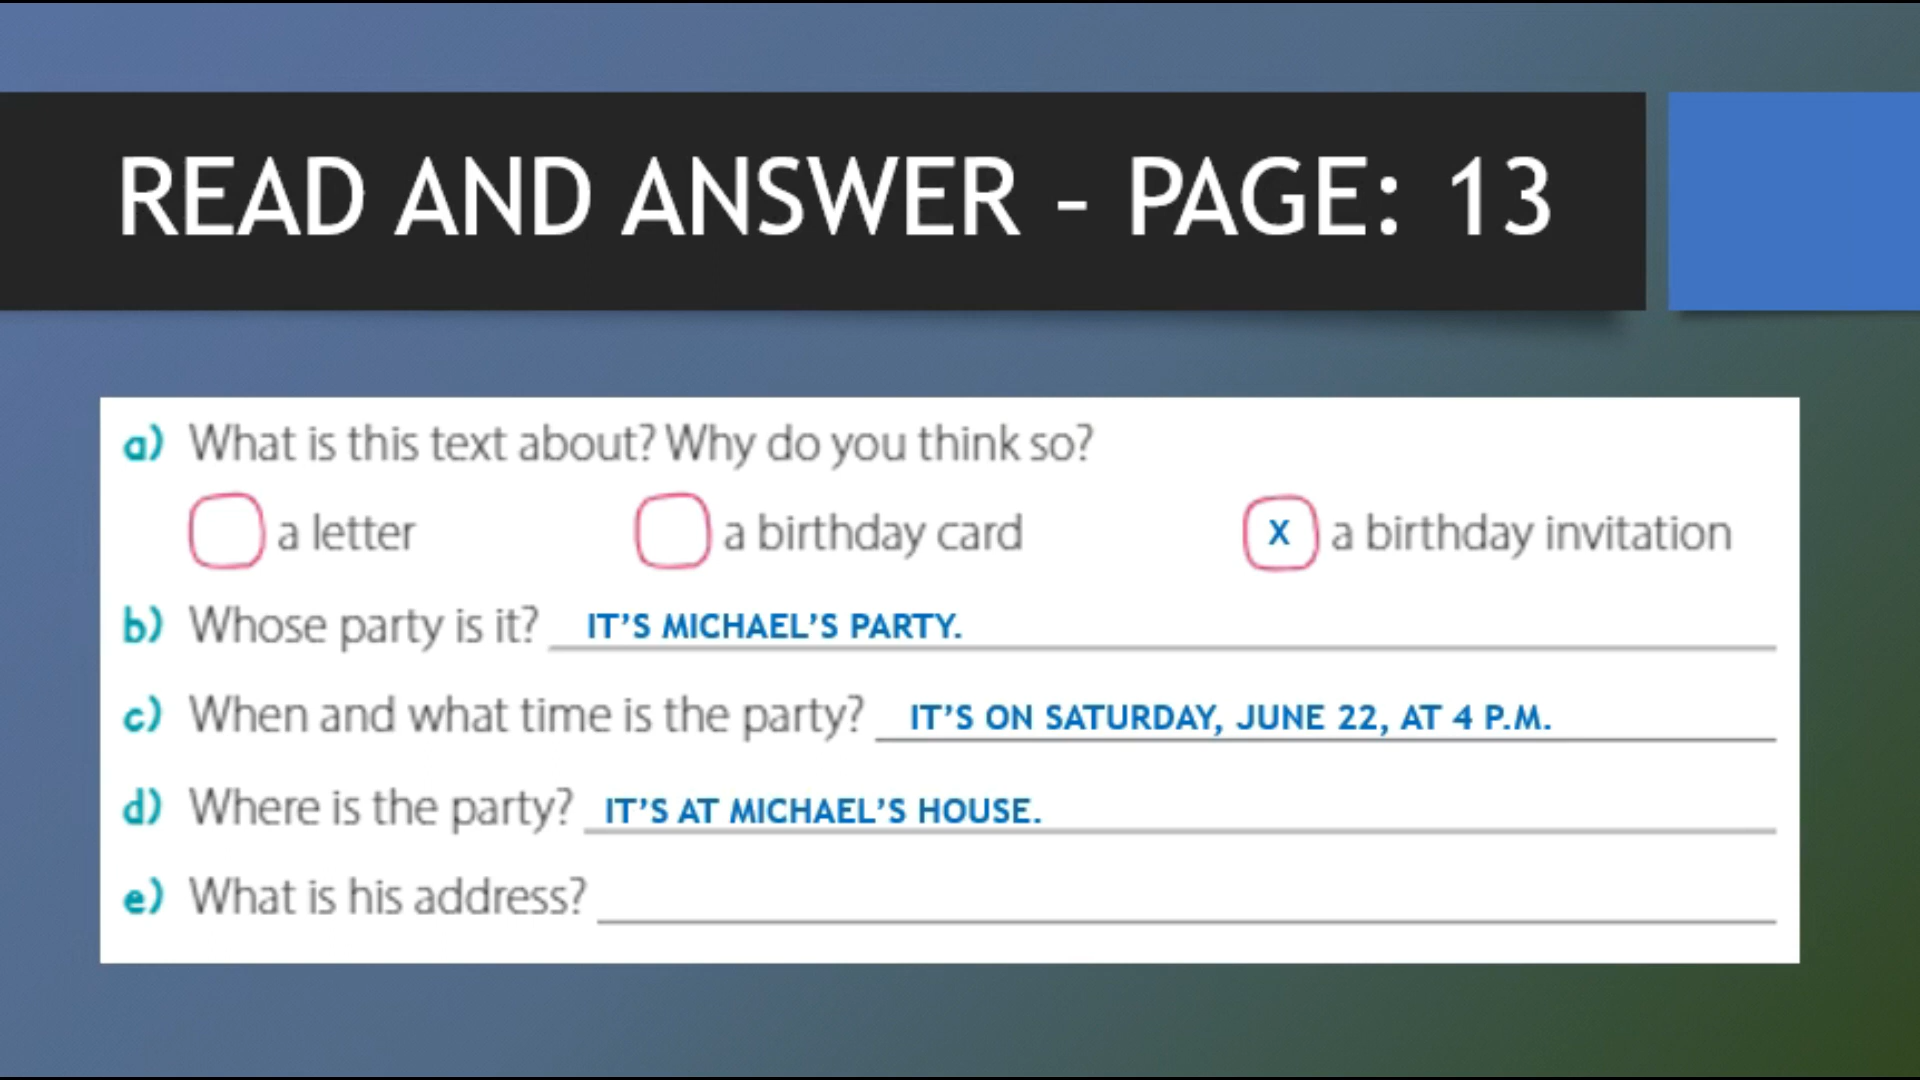 READ AND ANSWER - PAGE: 13
a) What is this text about? Why do you think so?
a letter a birthday card x a birthday invitation
b) Whose party is it? IT'S MICHAEL'S PARTY.
c) When and what time is the party? IT'S ON SATURDAY, JUNE 22, AT 4 P.M.
d) Where is the party? IT'S AT MICHAEL'S HOUSE.
e) What is his address?